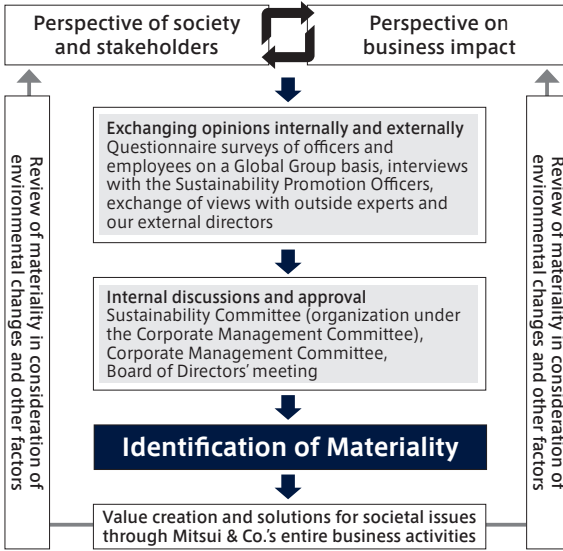 Perspective of society
and stakeholders
Perspective on
business impact
Exchanging opinions internally and externally
Questionnaire surveys of officers and
employees on a Global Group basis, interviews
with the Sustainability Promotion Officers,
exchange of views with outside experts and
our external directors
Internal discussions and approval
Sustainability Committee (organization under
the Corporate Management Committee),
Corporate Management Committee,
Board of Directors’ meeting
Identification of Materiality
Value creation and solutions for societal issues
through Mitsui & Co.’s entire business activities
Review of materiality in consideration of
environmental changes and other factors
Review of materiality in consideration of
environmental changes and other factors